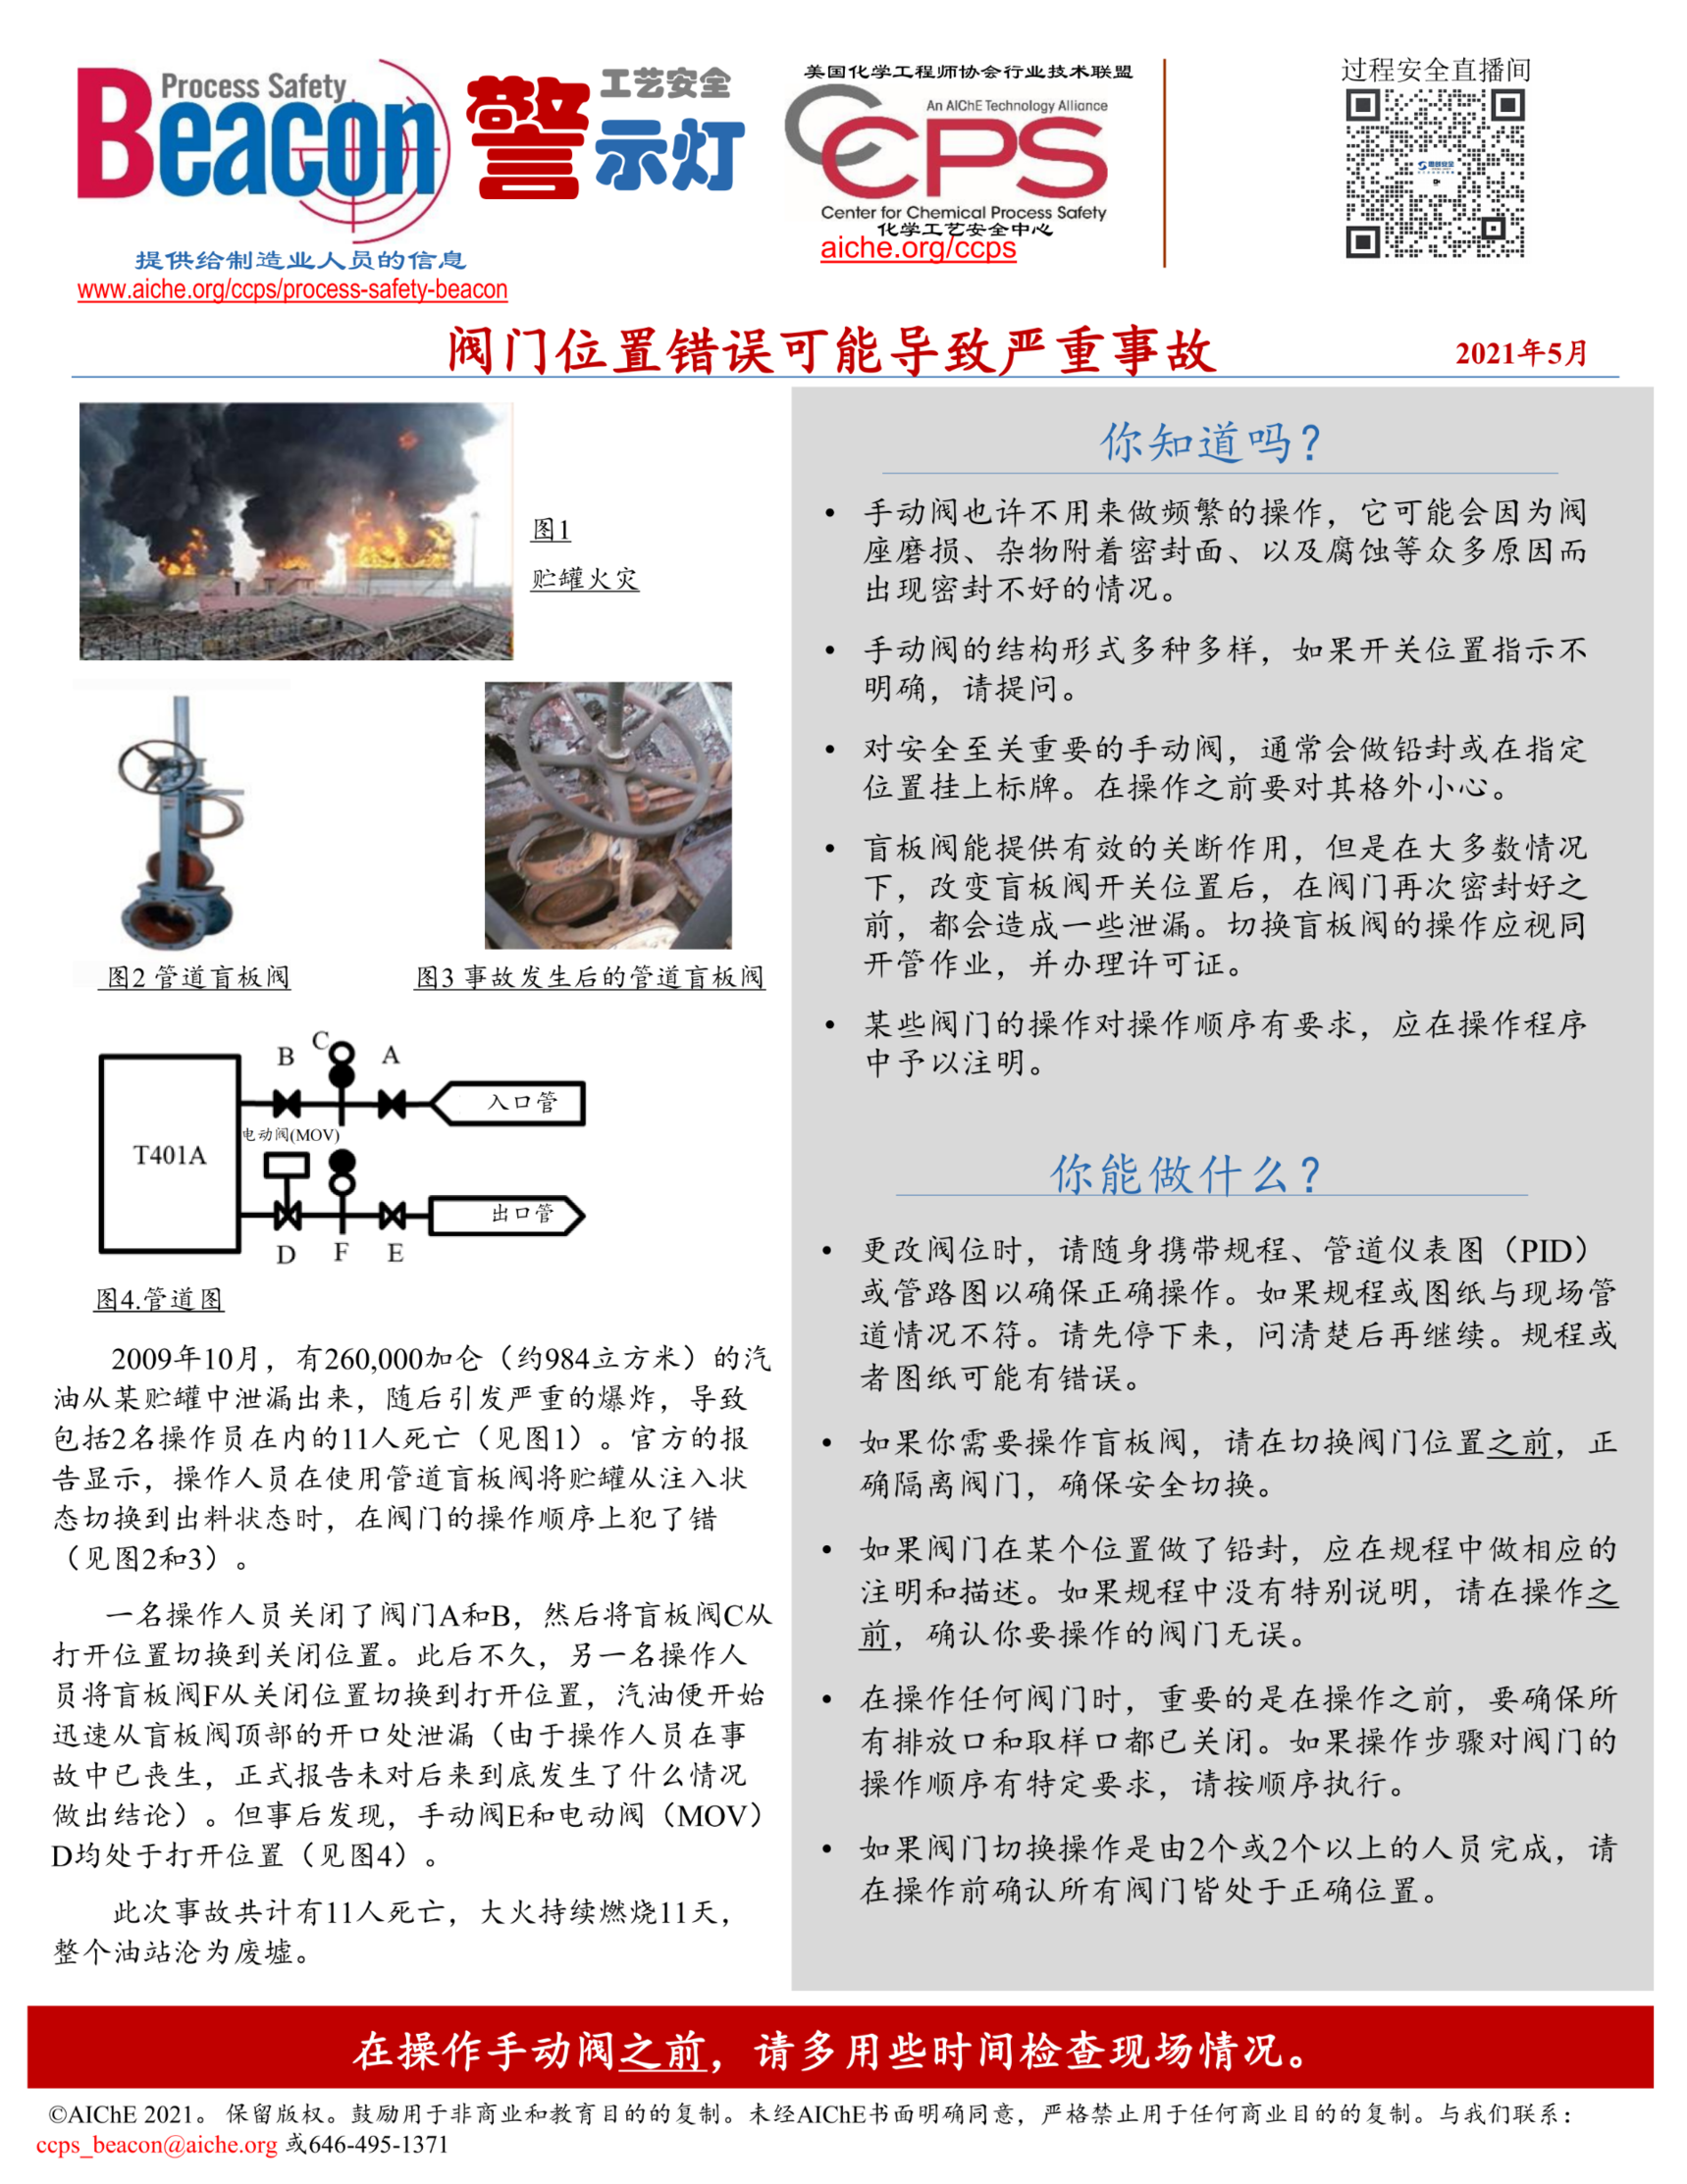 Process Safety
Beacon
警示灯
工艺安全
提供给制造业人员的信息
www.aiche.org/ccps/process-safety-beacon
美国化学工程师协会行业技术联盟
An AIChE Technology Alliance
CCPS
Center for Chemical Process Safety
化学工艺安全中心
aiche.org/ccps
过程安全直播间
阀门位置错误可能导致严重事故
2021年5月
图1
贮罐火灾
图2 管道盲板阀
图3 事故发生后的管道盲板阀
B
C
A
入口管
T401A
电动阀(MOV)
出口管
D
F
E
图4.管道图
2009年10月，有260,000加仑（约984立方米）的汽
油从某贮罐中泄漏出来，随后引发严重的爆炸，导致
包括2名操作员在内的11人死亡（见图1）。官方的报
告显示，操作人员在使用管道盲板阀将贮罐从注入状
态切换到出料状态时，在阀门的操作顺序上犯了错
（见图2和3）。
一名操作人员关闭了阀门A和B，然后将盲板阀C从
打开位置切换到关闭位置。此后不久，另一名操作人
员将盲板阀F从关闭位置切换到打开位置，汽油便开始
迅速从盲板阀顶部的开口处泄漏（由于操作人员在事
故中已丧生，正式报告未对后来到底发生了什么情况
做出结论）。但事后发现，手动阀E和电动阀（MOV）
D均处于打开位置（见图4）。
此次事故共计有11人死亡，大火持续燃烧11天，
整个油站沦为废墟。
你知道吗？
• 手动阀也许不用来做频繁的操作，它可能会因为阀
座磨损、杂物附着密封面、以及腐蚀等众多原因而
出现密封不好的情况。
• 手动阀的结构形式多种多样，如果开关位置指示不
明确，请提问。
• 对安全至关重要的手动阀，通常会做铅封或在指定
位置挂上标牌。在操作之前要对其格外小心。
• 盲板阀能提供有效的关断作用，但是在大多数情况
下，改变盲板阀开关位置后，在阀门再次密封好之
前，都会造成一些泄漏。切换盲板阀的操作应视同
开管作业，并办理许可证。
• 某些阀门的操作对操作顺序有要求，应在操作程序
中予以注明。
你能做什么？
• 更改阀位时，请随身携带规程、管道仪表图（PID）
或管路图以确保正确操作。如果规程或图纸与现场管
道情况不符。请先停下来，问清楚后再继续。规程或
者图纸可能有错误。
• 如果你需要操作盲板阀，请在切换阀门位置之前，正
确隔离阀门，确保安全切换。
• 如果阀门在某个位置做了铅封，应在规程中做相应的
注明和描述。如果规程中没有特别说明，请在操作之
前，确认你要操作的阀门无误。
• 在操作任何阀门时，重要的是在操作之前，要确保所
有排放口和取样口都已关闭。如果操作步骤对阀门的
操作顺序有特定要求，请按顺序执行。
• 如果阀门切换操作是由2个或2个以上的人员完成，请
在操作前确认所有阀门皆处于正确位置。
在操作手动阀之前，请多用些时间检查现场情况。
©AIChE 2021。 保留版权。鼓励用于非商业和教育目的的复制。未经AIChE书面明确同意，严格禁止用于任何商业目的的复制。与我们联系：
ccps_beacon@aiche.org 或646-495-1371